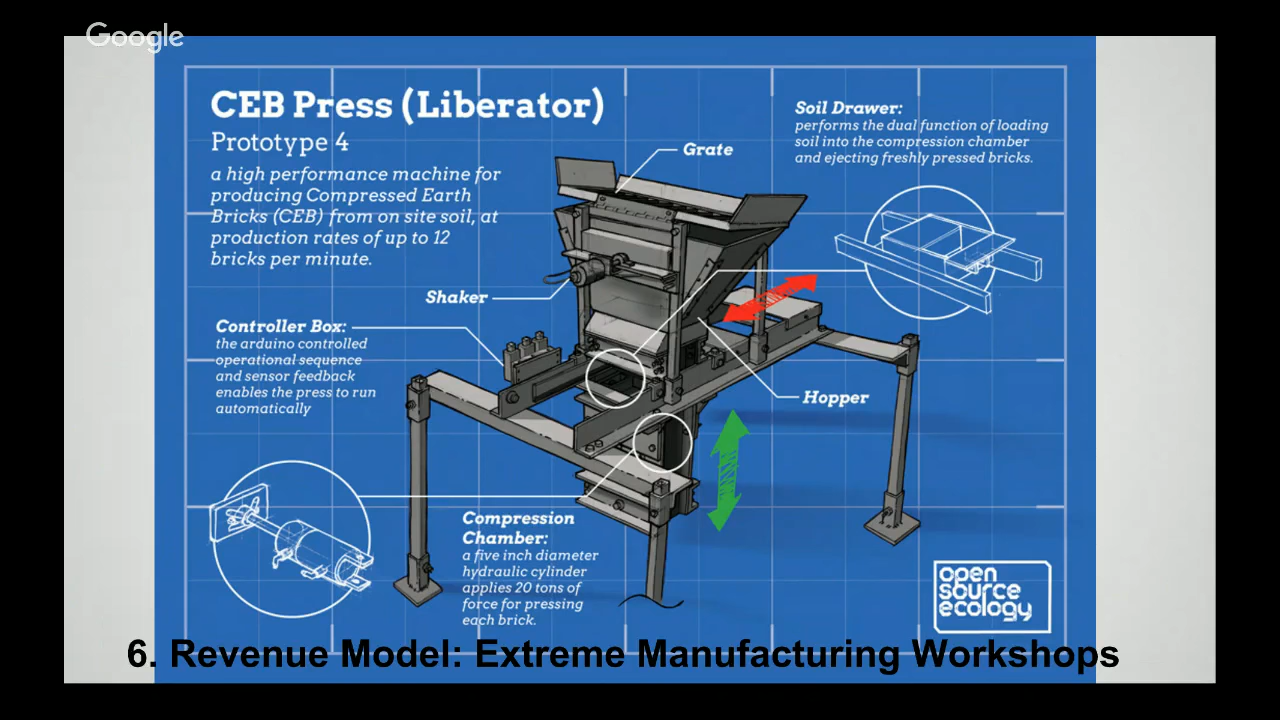 Google
CEB Press (Liberator)
Prototype 4
a high performance machine for
producing Compressed Earth
Bricks (CEB) from on site soil, at
production rates of up to 12
bricks per minute.
Grate
Soil Drawer:
performs the dual function of loading
soil into the compression chamber
and ejecting freshly pressed bricks.
Shaker
Controller Box:
the arduino controlled
operational sequence
and sensor feedback
enables the press to run
automatically
Hopper
Compression
Chamber:
a five inch diameter
hydraulic cylinder
applies 20 tons of
force for pressing
each brick.
open
source
ecology
6. Revenue Model: Extreme Manufacturing Workshops